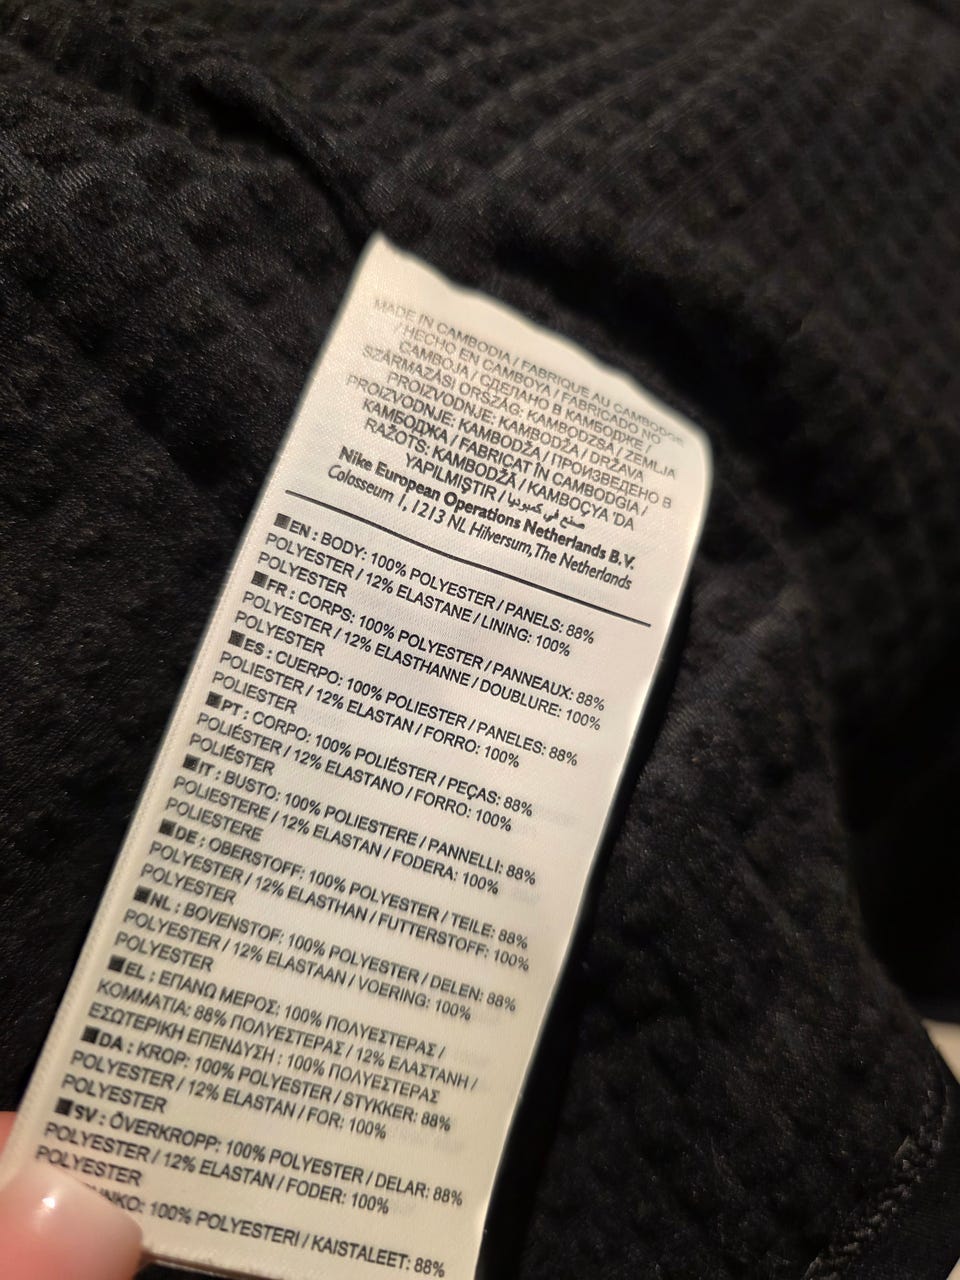 MADE IN CAMBODIA / FABRIQUE AU CAMBODGE
/ HECHO EN CAMBOYA / FABRICADO NO
CAMBOJA / СДЕЛАНО В КАМБОДЖЕ /
SZÁRMAZÁSI ORSZÁG: KAMBODZSA / ZEMLJA
PROIZVODNJE: KAMBODŽA / DRŽAVA
PROIZVODNJE: KAMBODŽA / ПРОИЗВЕДЕНО В
КАМБОДЖА / FABRICAT ÎN CAMBODGIA /
RAŽOTS: KAMBODŽĀ / KAMBOÇYA 'DA
YAPILMIŞTIR / صنع في كمبوديا
Nike European Operations Netherlands B.V.
Colosseum 1, 1213 NL Hilversum, The Netherlands
EN : BODY: 100% POLYESTER / PANELS: 88%
POLYESTER / 12% ELASTANE / LINING: 100%
POLYESTER
FR : CORPS: 100% POLYESTER / PANNEAUX: 88%
POLYESTER / 12% ELASTHANNE / DOUBLURE: 100%
POLYESTER
ES : CUERPO: 100% POLIESTER / PANELES: 88%
POLIESTER / 12% ELASTAN / FORRO: 100%
POLIESTER
PT : CORPO: 100% POLIÉSTER / PEÇAS: 88%
POLIÉSTER / 12% ELASTANO / FORRO: 100%
POLIÉSTER
IT : BUSTO: 100% POLIESTERE / PANNELLI: 88%
POLIESTERE / 12% ELASTAN / FODERA: 100%
POLIESTERE
DE : OBERSTOFF: 100% POLYESTER / TEILE: 88%
POLYESTER / 12% ELASTHAN / FUTTERSTOFF: 100%
POLYESTER
NL : BOVENSTOF: 100% POLYESTER / DELEN: 88%
POLYESTER / 12% ELASTAAN / VOERING: 100%
POLYESTER
EL : ΕΠΑΝΩ ΜΕΡΟΣ: 100% ΠΟΛΥΕΣΤΕΡΑΣ /
ΚΟΜΜΑΤΙΑ: 88% ΠΟΛΥΕΣΤΕΡΑΣ / 12% ΕΛΑΣΤΑΝΗ /
ΕΣΩΤΕΡΙΚΗ ΕΠΕΝΔΥΣΗ : 100% ΠΟΛΥΕΣΤΕΡΑΣ
DA : KROP: 100% POLYESTER / STYKKER: 88%
POLYESTER / 12% ELASTAN / FOR: 100%
POLYESTER
SV : ÖVERKROPP: 100% POLYESTER / DELAR: 88%
POLYESTER / 12% ELASTAN / FODER: 100%
POLYESTER
100% POLYESTERI / KAISTALEET: 88%